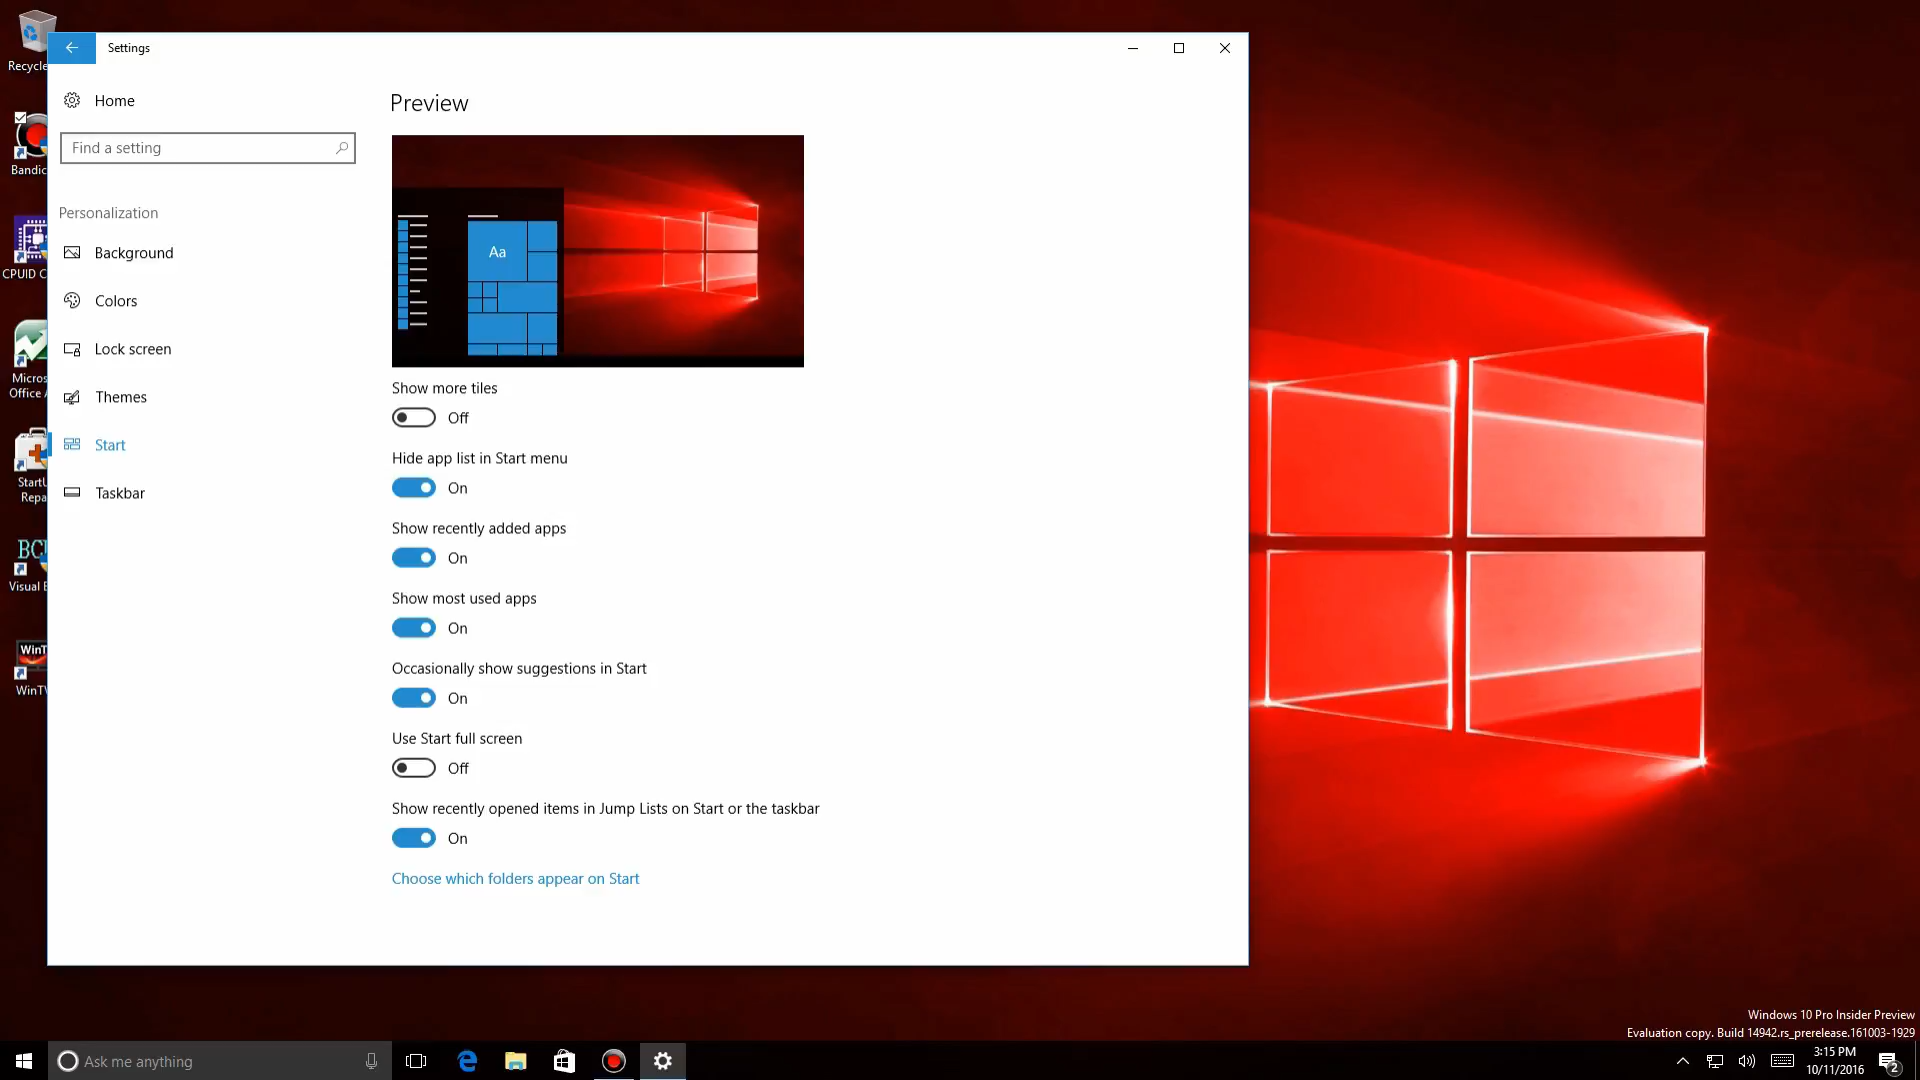 Settings
Home
Find a setting
Personalization
Background
Colors
Lock screen
Themes
Start
Taskbar
Preview
Aa
Show more tiles
Off
Hide app list in Start menu
On
Show recently added apps
On
Show most used apps
On
Occasionally show suggestions in Start
On
Use Start full screen
Off
Show recently opened items in Jump Lists on Start or the taskbar
On
Choose which folders appear on Start
Recycle
Bandic
CPUID C
Micros
Office A
StartU
Repa
BC
Visual B
WinT
WinTV
Windows 10 Pro Insider Preview
Evaluation copy. Build 14942.rs_prerelease.161003-1929
Ask me anything
3:15 PM
10/11/2016
2